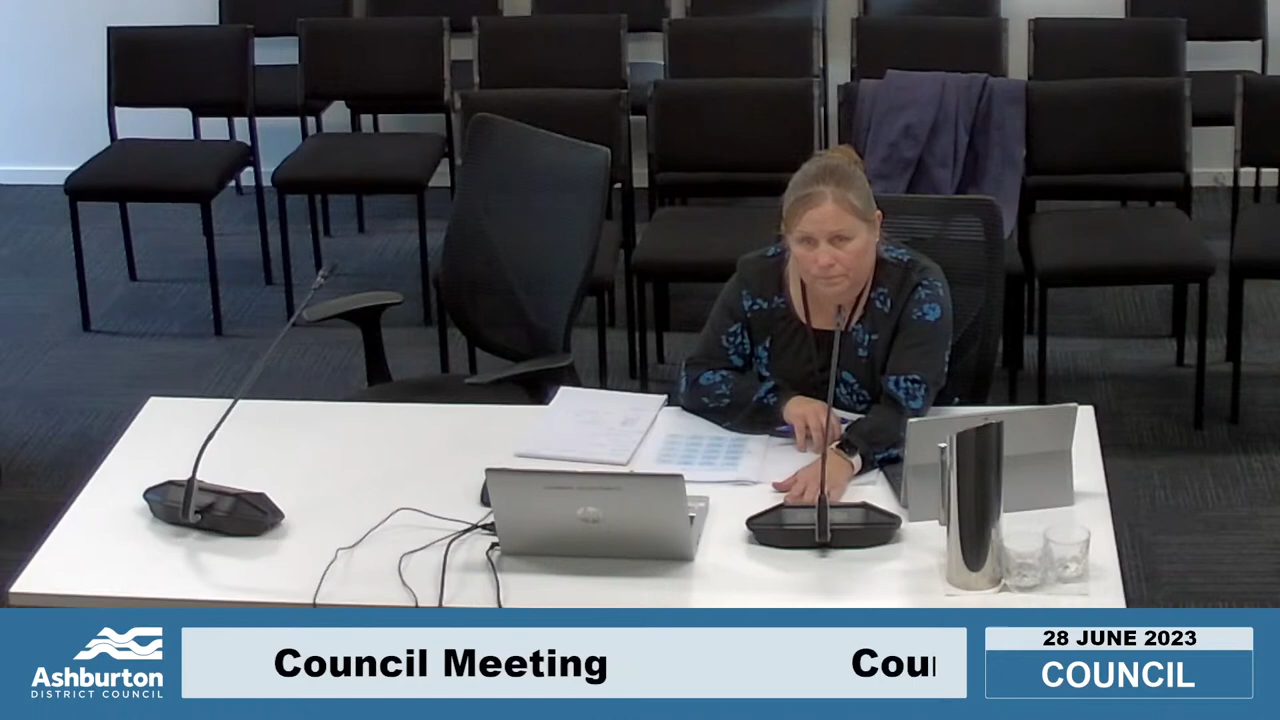 Ashburton
DISTRICT COUNCIL
Council Meeting
Cou
28 JUNE 2023
COUNCIL